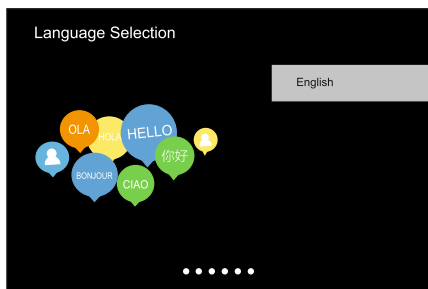 Language Selection
English
OLA
HOLA
HELLO
你好
BONJOUR
CIAO